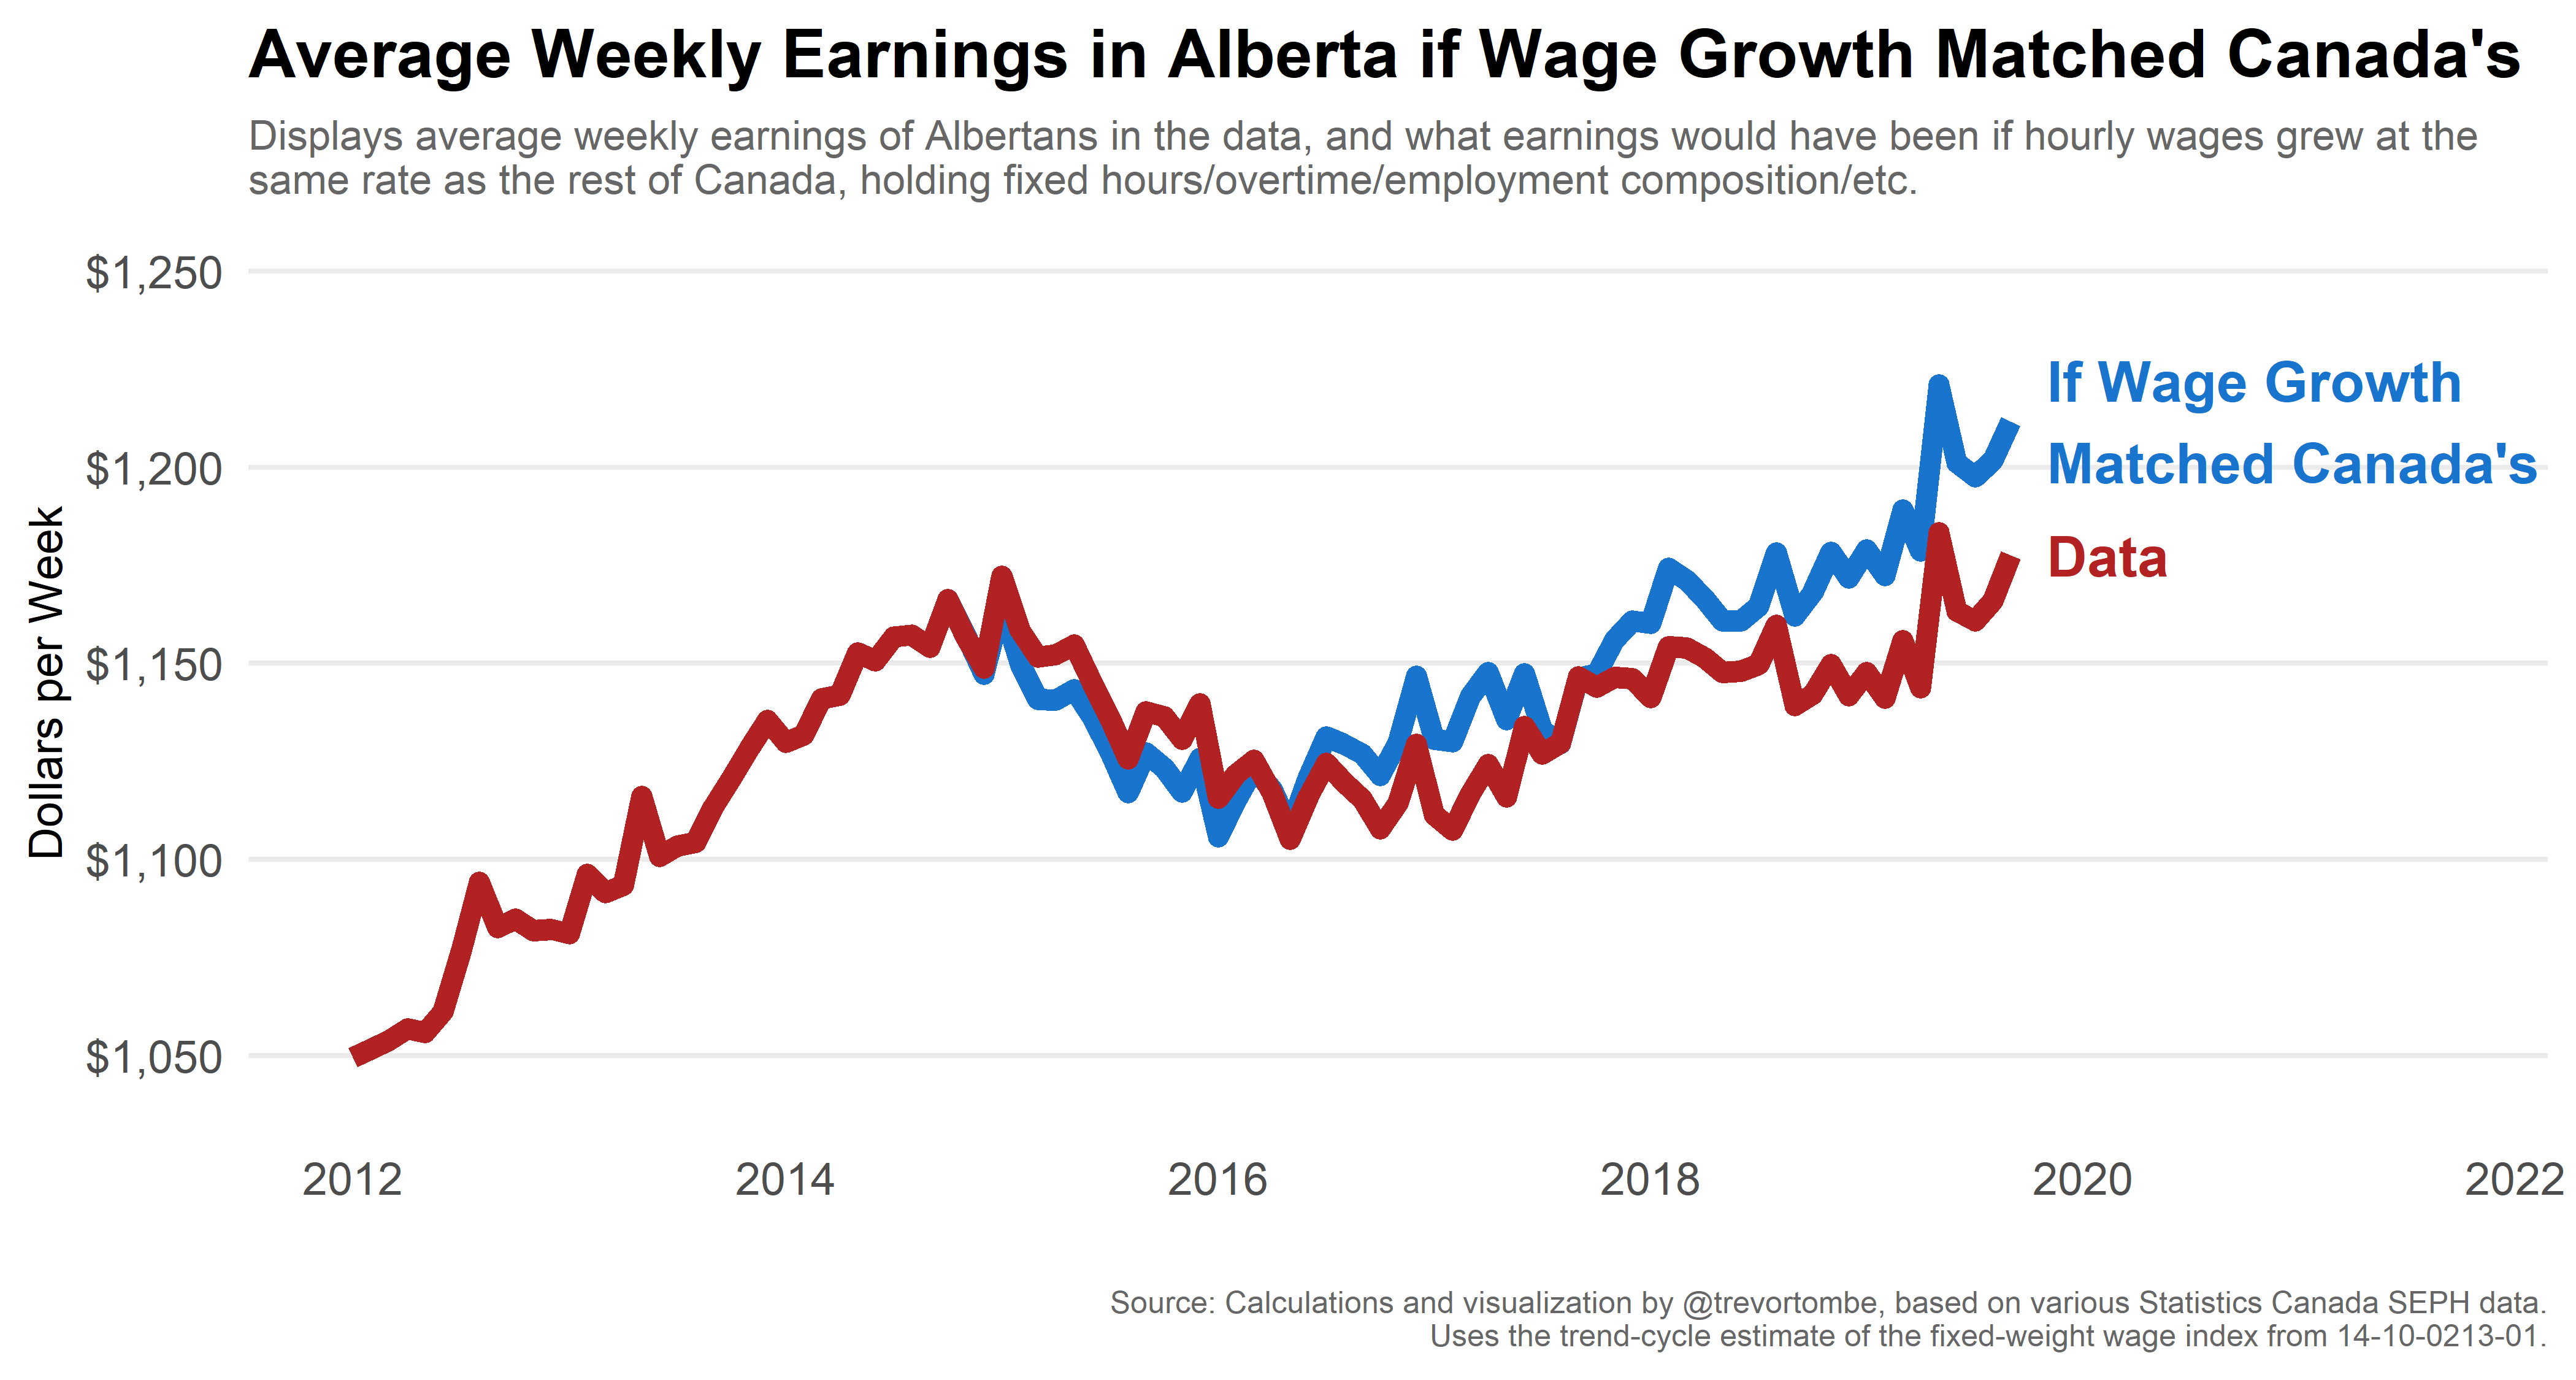 Average Weekly Earnings in Alberta if Wage Growth Matched Canada's
Displays average weekly earnings of Albertans in the data, and what earnings would have been if hourly wages grew at the
same rate as the rest of Canada, holding fixed hours/overtime/employment composition/etc.
$1,250
$1,200
$1,150
$1,100
$1,050
Dollars per Week
If Wage Growth
Matched Canada's
Data
2012
2014
2016
2018
2020
2022
Source: Calculations and visualization by @trevortombe, based on various Statistics Canada SEPH data.
Uses the trend-cycle estimate of the fixed-weight wage index from 14-10-0213-01.